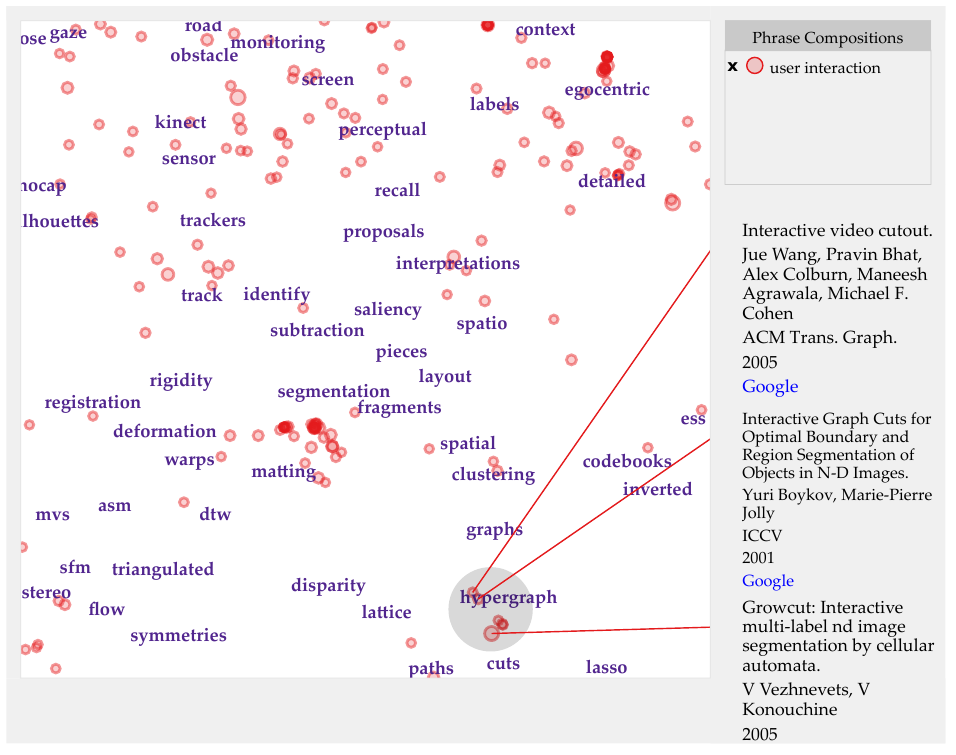 road
ose gaze
context
monitoring
obstacle
screen
egocentric
labels
kinect
perceptual
sensor
detailed
nocap
recall
lhouettes
trackers
proposals
interpretations
track
identify
saliency
spatio
subtraction
pieces
layout
rigidity
segmentation
registration
fragments
ess
deformation
spatial
warps
codebooks
matting
clustering
inverted
asm
mvs
dtw
graphs
sfm
triangulated
disparity
stereo
hypergraph
flow
lattice
symmetries
paths
cuts
lasso
Phrase Compositions
x user interaction
Interactive video cutout.
Jue Wang, Pravin Bhat,
Alex Colburn, Maneesh
Agrawala, Michael F.
Cohen
ACM Trans. Graph.
2005
Google
Interactive Graph Cuts for
Optimal Boundary and
Region Segmentation of
Objects in N-D Images.
Yuri Boykov, Marie-Pierre
Jolly
ICCV
2001
Google
Growcut: Interactive
multi-label nd image
segmentation by cellular
automata.
V Vezhnevets, V
Konouchine
2005